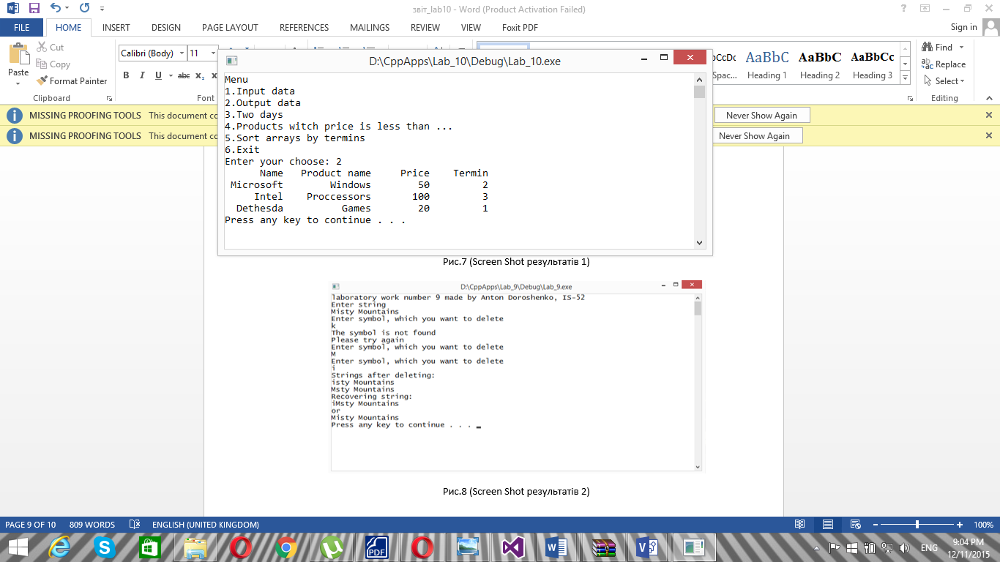 звіт_lab10 - Word (Product Activation Failed)
FILE HOME INSERT DESIGN PAGE LAYOUT REFERENCES MAILINGS REVIEW VIEW Foxit PDF Sign in
Paste
Cut
Copy
Format Painter
Clipboard
Calibri (Body) 11
B I U abc x₂
Font
D:\CppApps\Lab_10\Debug\Lab_10.exe
Menu
1.Input data
2.Output data
3.Two days
4.Products witch price is less than ...
5.Sort arrays by termins
6.Exit
Enter your choose: 2
Name Product name Price Termin
Microsoft Windows 50 2
Intel Proccessors 100 3
Dethesda Games 20 1
Press any key to continue . . .
AaBbC AaBbC AaBbCc
Spac... Heading 1 Heading 2 Heading 3
Find
Replace
Select
Editing
MISSING PROOFING TOOLS This document Never Show Again
MISSING PROOFING TOOLS This document Never Show Again
Рис.7 (Screen Shot результатів 1)
D:\CppApps\Lab_9\Debug\Lab_9.exe
laboratory work number 9 made by Anton Doroshenko, IS-52
Enter string
Misty Mountains
Enter symbol, which you want to delete
k
The symbol is not found
Please try again
Enter symbol, which you want to delete
M
Enter symbol, which you want to delete
i
Strings after deleting:
isty Mountains
Msty Mountains
Recovering string:
iMsty Mountains
or
Misty Mountains
Press any key to continue . . .
Рис.8 (Screen Shot результатів 2)
PAGE 9 OF 10 809 WORDS ENGLISH (UNITED KINGDOM) 100%
ENG
9:04 PM
12/11/2015